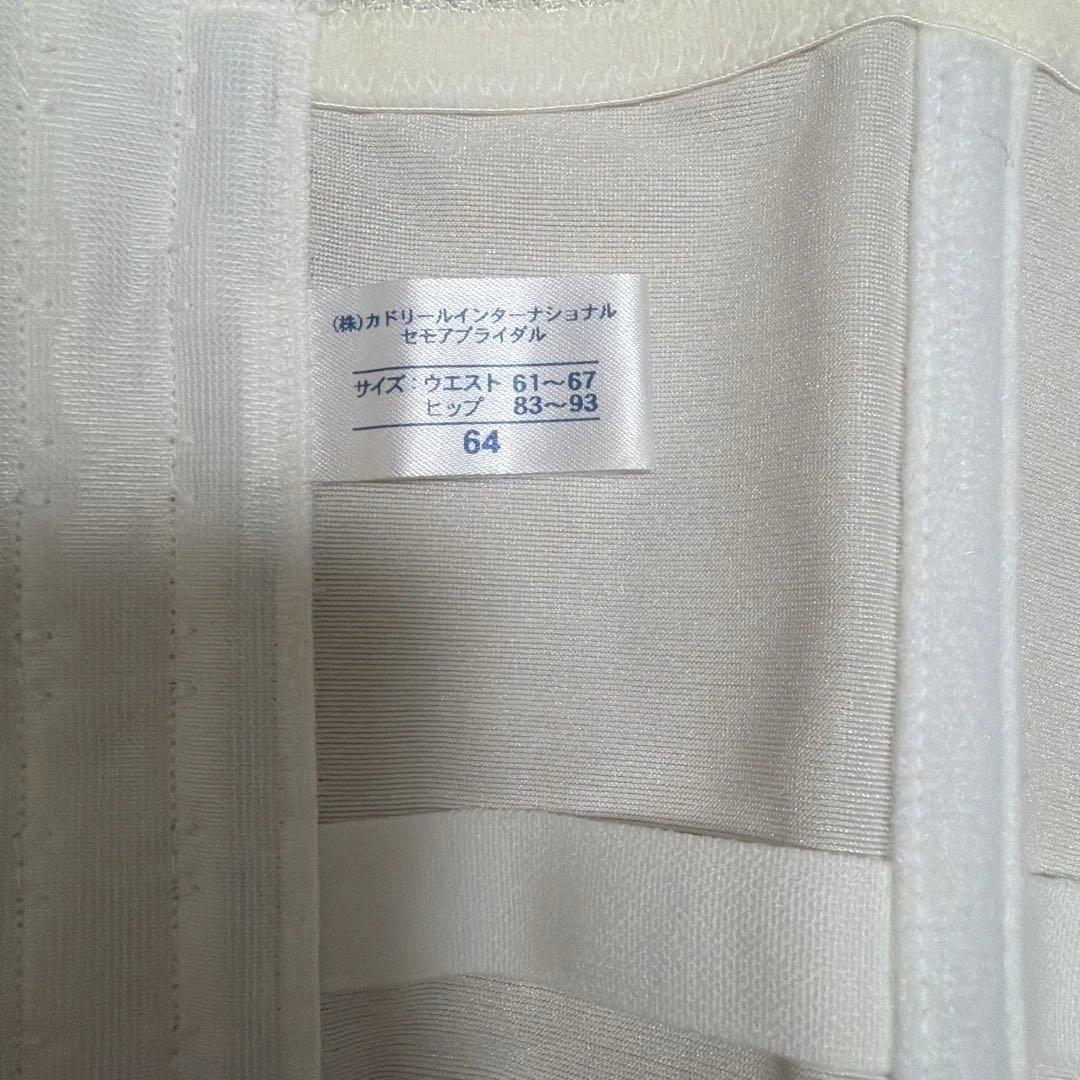 (株)カドリールインターナショナル
セモアブライダル
サイズ:ウエスト 61～67
ヒップ 83～93
64